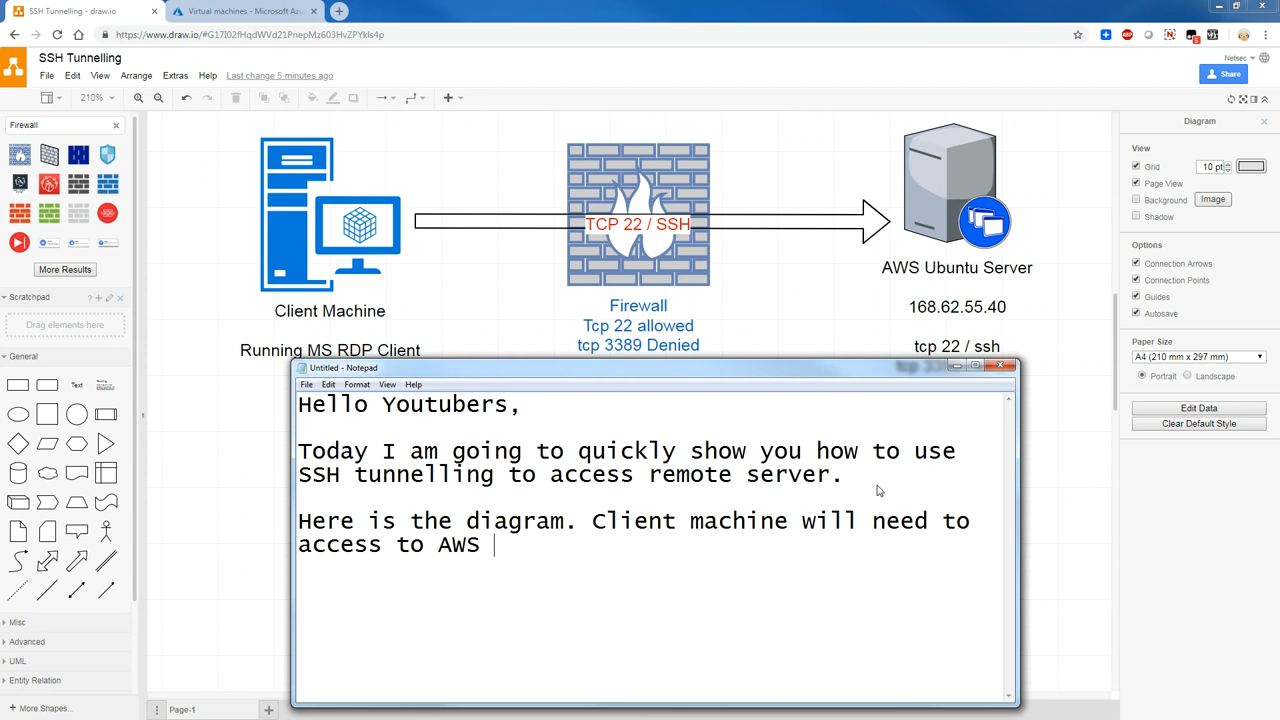 SSH Tunnelling - draw.io
Virtual machines - Microsoft Azu
https://www.draw.io/#G17I02fHqdWVd21PnepMz603HvZPYkls4p
SSH Tunnelling
File Edit View Arrange Extras Help Last change 5 minutes ago
Netsec
Share
210%
Firewall
More Results
Scratchpad
Drag elements here
General
Text
Misc
Advanced
UML
Entity Relation
More Shapes...
TCP 22 / SSH
Client Machine
Running MS RDP Client
Firewall
Tcp 22 allowed
tcp 3389 Denied
AWS Ubuntu Server
168.62.55.40
tcp 22 / ssh
Untitled - Notepad
File Edit Format View Help
Hello Youtubers,
Today I am going to quickly show you how to use
SSH tunnelling to access remote server.
Here is the diagram. Client machine will need to
access to AWS
Page-1
Diagram
View
Grid
10 pt
Page View
Background
Image
Shadow
Options
Connection Arrows
Connection Points
Guides
Autosave
Paper Size
A4 (210 mm x 297 mm)
Portrait Landscape
Edit Data
Clear Default Style